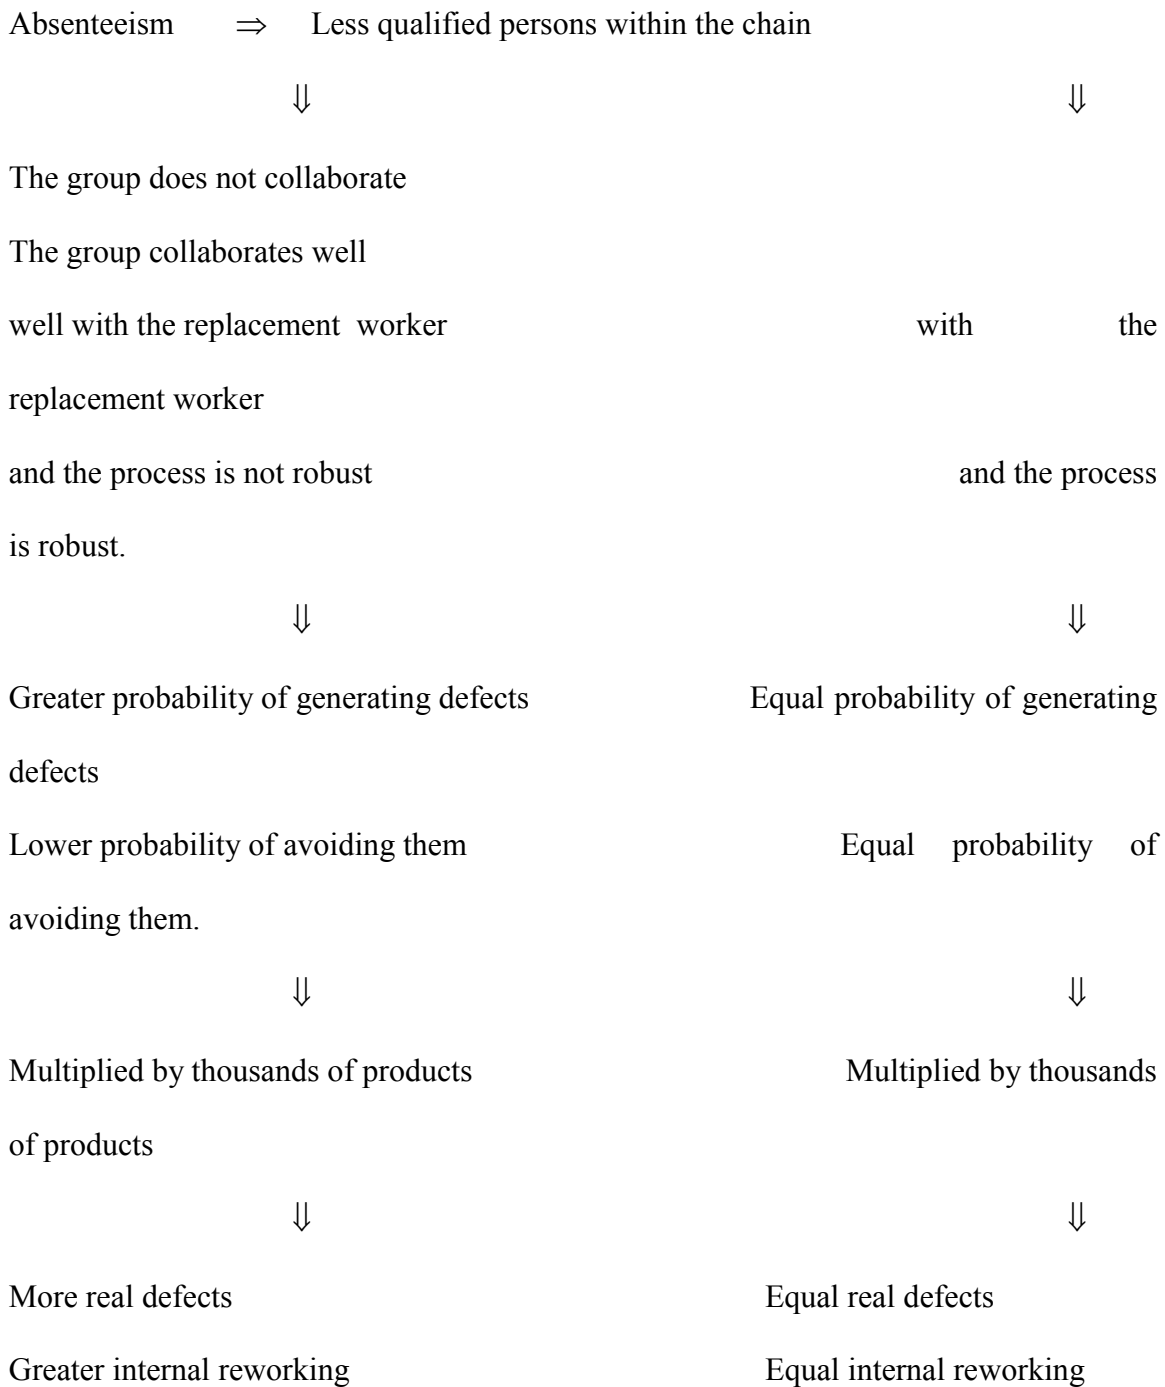 Absenteeism ⇒ Less qualified persons within the chain
⇓ ⇓
The group does not collaborate
The group collaborates well
well with the replacement worker with the
replacement worker
and the process is not robust and the process
is robust.
⇓ ⇓
Greater probability of generating defects Equal probability of generating
defects
Lower probability of avoiding them Equal probability of
avoiding them.
⇓ ⇓
Multiplied by thousands of products Multiplied by thousands
of products
⇓ ⇓
More real defects Equal real defects
Greater internal reworking Equal internal reworking